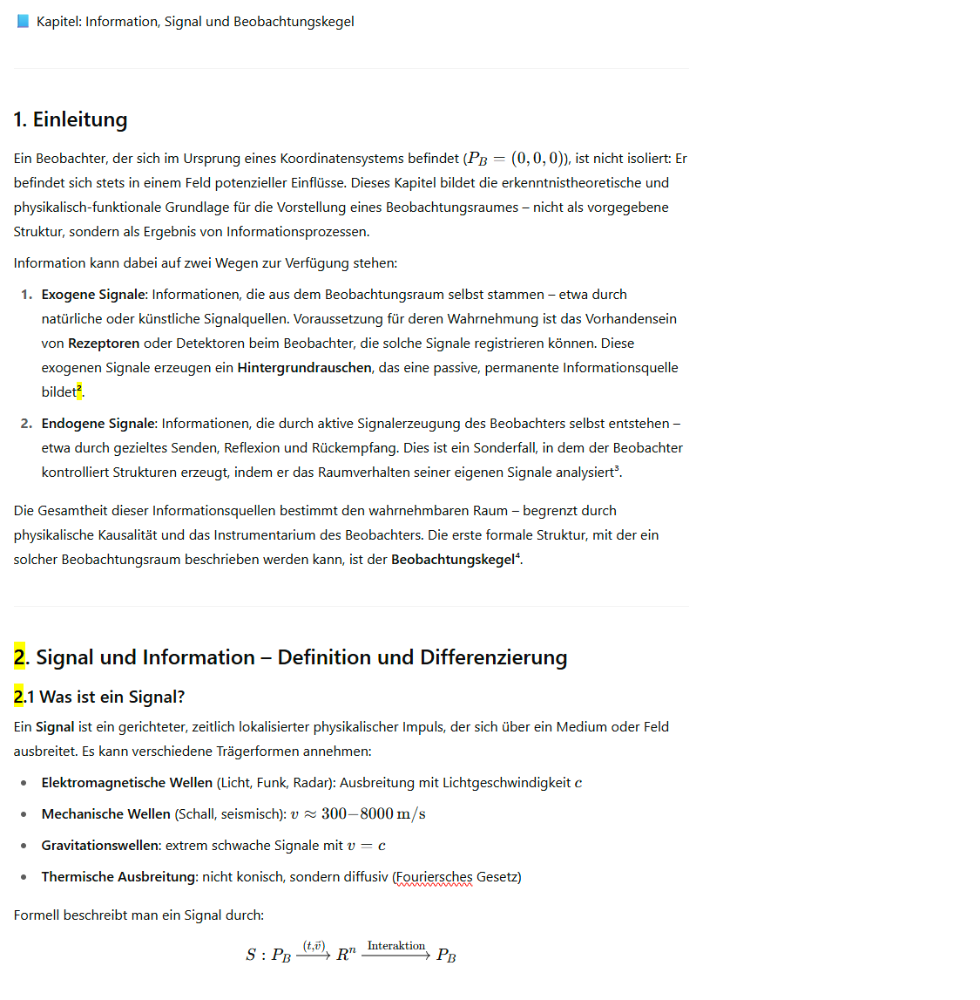 📘 Kapitel: Information, Signal und Beobachtungskegel
1. Einleitung
Ein Beobachter, der sich im Ursprung eines Koordinatensystems befindet (P_B = (0, 0, 0)), ist nicht isoliert: Er
befindet sich stets in einem Feld potenzieller Einflüsse. Dieses Kapitel bildet die erkenntnistheoretische und
physikalisch-funktionale Grundlage für die Vorstellung eines Beobachtungsraumes – nicht als vorgegebene
Struktur, sondern als Ergebnis von Informationsprozessen.
Information kann dabei auf zwei Wegen zur Verfügung stehen:
1. Exogene Signale: Informationen, die aus dem Beobachtungsraum selbst stammen – etwa durch
natürliche oder künstliche Signalquellen. Voraussetzung für deren Wahrnehmung ist das Vorhandensein
von Rezeptoren oder Detektoren beim Beobachter, die solche Signale registrieren können. Diese
exogenen Signale erzeugen ein Hintergrundrauschen, das eine passive, permanente Informationsquelle
bildet².
2. Endogene Signale: Informationen, die durch aktive Signalerzeugung des Beobachters selbst entstehen –
etwa durch gezieltes Senden, Reflexion und Rückempfang. Dies ist ein Sonderfall, in dem der Beobachter
kontrolliert Strukturen erzeugt, indem er das Raumverhalten seiner eigenen Signale analysiert³.
Die Gesamtheit dieser Informationsquellen bestimmt den wahrnehmbaren Raum – begrenzt durch
physikalische Kausalität und das Instrumentarium des Beobachters. Die erste formale Struktur, mit der ein
solcher Beobachtungsraum beschrieben werden kann, ist der Beobachtungskegel⁴.
2. Signal und Information – Definition und Differenzierung
2.1 Was ist ein Signal?
Ein Signal ist ein gerichteter, zeitlich lokalisierter physikalischer Impuls, der sich über ein Medium oder Feld
ausbreitet. Es kann verschiedene Trägerformen annehmen:
• Elektromagnetische Wellen (Licht, Funk, Radar): Ausbreitung mit Lichtgeschwindigkeit c
• Mechanische Wellen (Schall, seismisch): v ≈ 300–8000 m/s
• Gravitationswellen: extrem schwache Signale mit v = c
• Thermische Ausbreitung: nicht konisch, sondern diffusiv (Fouriersches Gesetz)
Formell beschreibt man ein Signal durch:
S : P_B \xrightarrow{(t,\vec{v})} R^n \xrightarrow{Interaktion} P_B